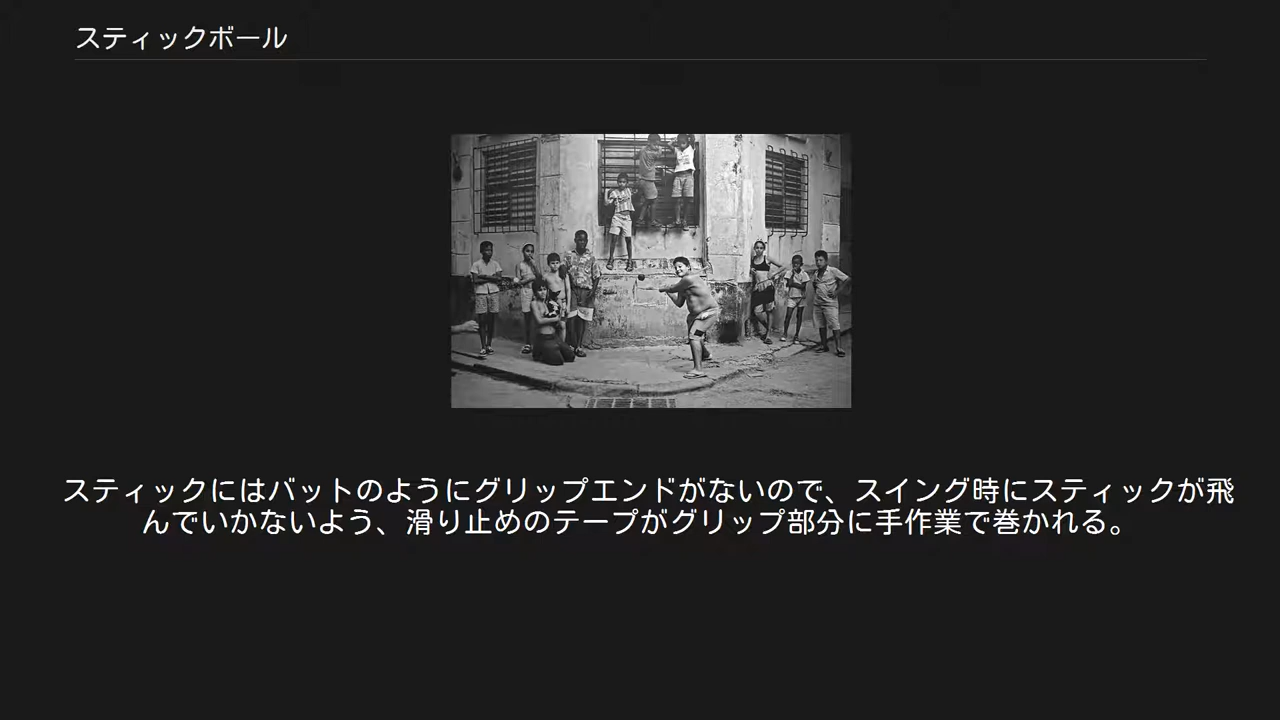 スティックボール
スティックにはバットのようにグリップエンドがないので、スイング時にスティックが飛
んでいかないよう、滑り止めのテープがグリップ部分に手作業で巻かれる。